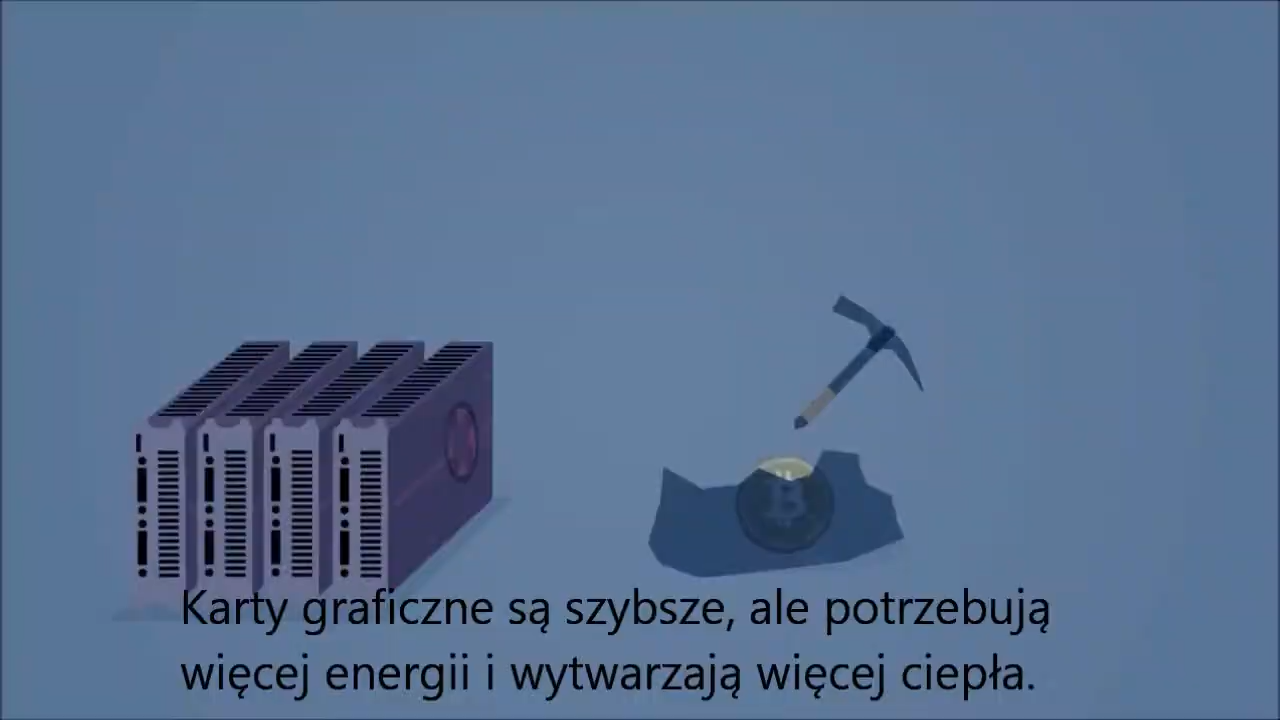 Karty graficzne są szybsze, ale potrzebują
więcej energii i wytwarzają więcej ciepła.